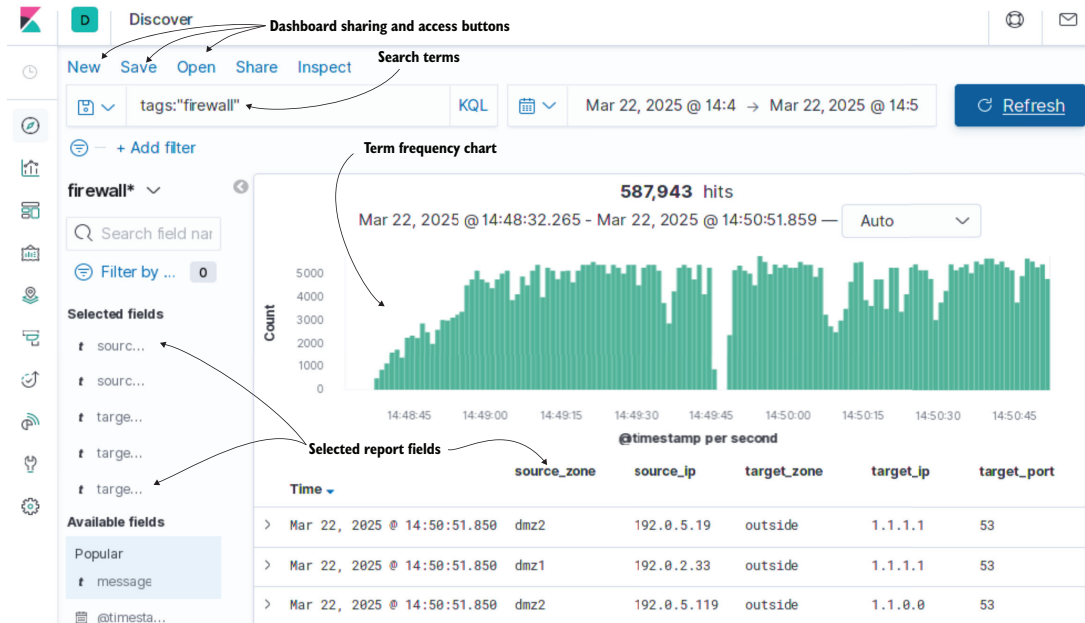 D Discover
Dashboard sharing and access buttons
New Save Open Share Inspect
Search terms
tags:"firewall" KQL Mar 22, 2025 @ 14:4 → Mar 22, 2025 @ 14:5 Refresh
+ Add filter
Term frequency chart
firewall*
587,943 hits
Search field nar
Mar 22, 2025 @ 14:48:32.265 - Mar 22, 2025 @ 14:50:51.859 — Auto
Filter by ... 0
5000
4000
3000
2000
1000
0
Count
Selected fields
t sourc...
t sourc...
t targe...
t targe...
t targe...
14:48:45 14:49:00 14:49:15 14:49:30 14:49:45 14:50:00 14:50:15 14:50:30 14:50:45
@timestamp per second
Selected report fields
Time source_zone source_ip target_zone target_ip target_port
Available fields
Popular
t message
@timesta...
> Mar 22, 2025 @ 14:50:51.850 dmz2 192.0.5.19 outside 1.1.1.1 53
> Mar 22, 2025 @ 14:50:51.850 dmz1 192.0.2.33 outside 1.1.1.1 53
> Mar 22, 2025 @ 14:50:51.850 dmz2 192.0.5.119 outside 1.1.0.0 53